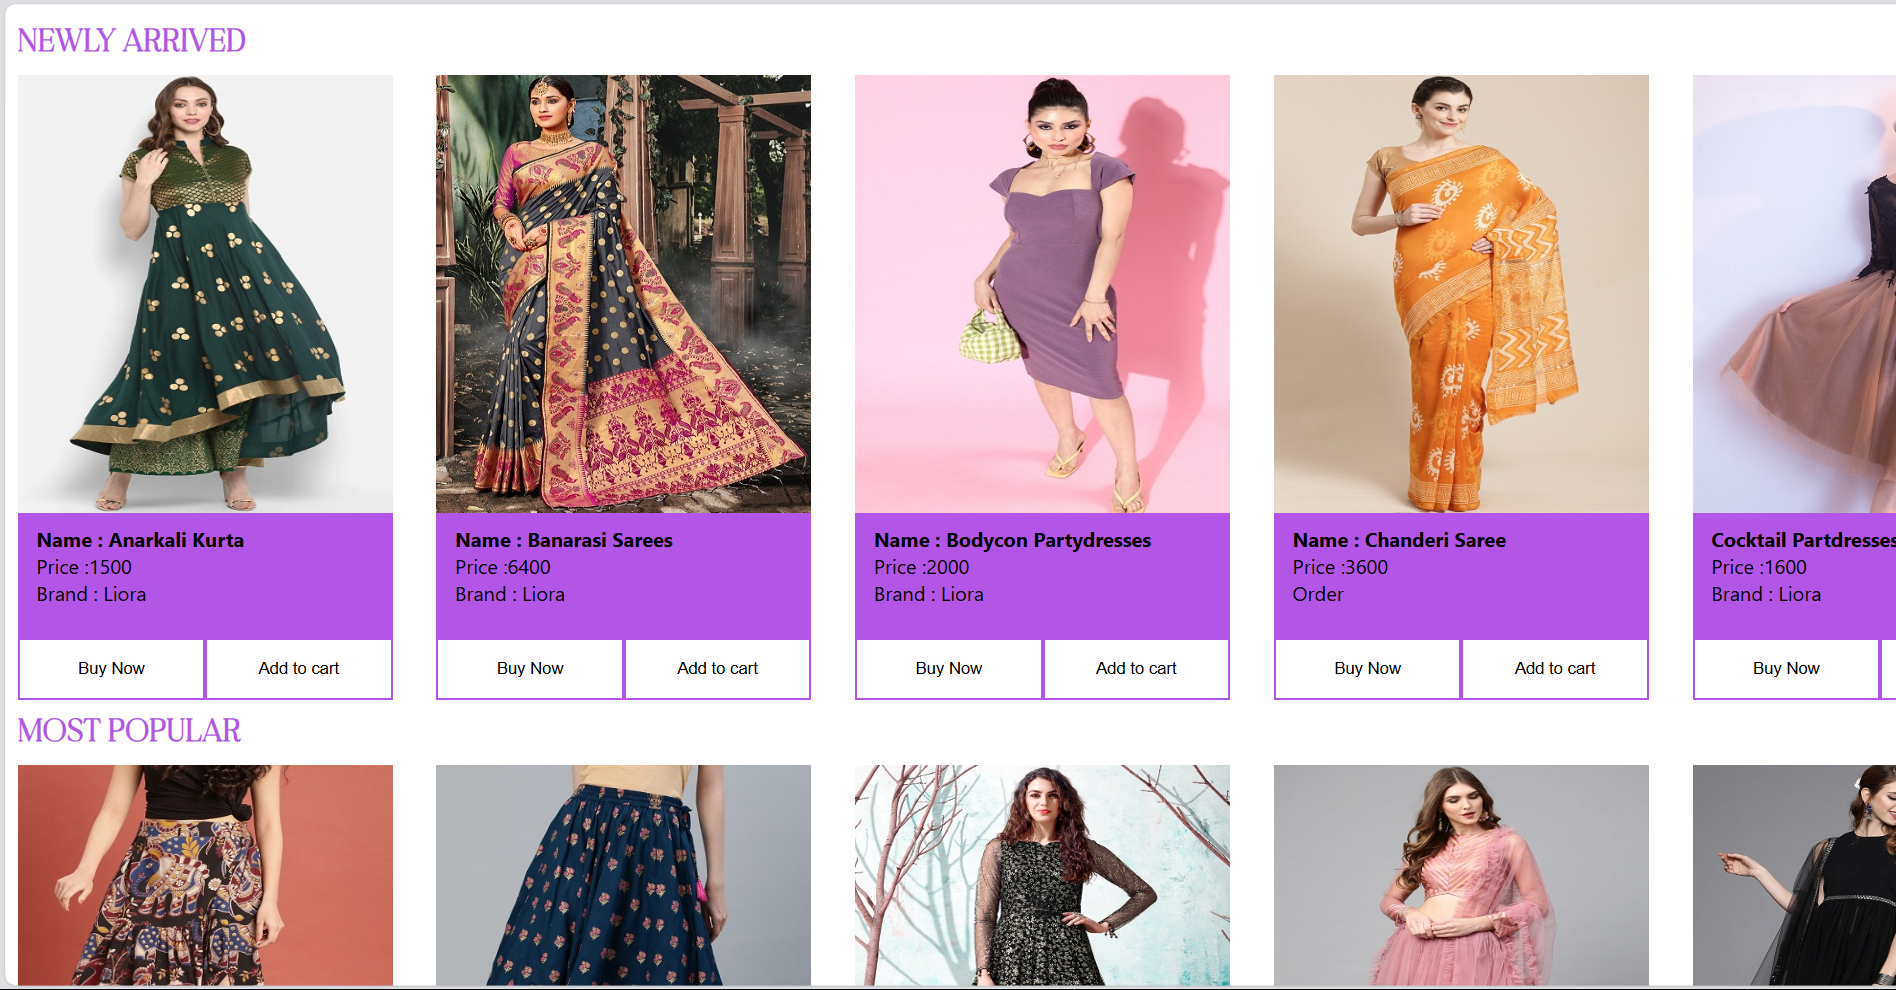 NEWLY ARRIVED
Name : Anarkali Kurta
Price :1500
Brand : Liora
Buy Now
Add to cart
Name : Banarasi Sarees
Price :6400
Brand : Liora
Buy Now
Add to cart
Name : Bodycon Partydresses
Price :2000
Brand : Liora
Buy Now
Add to cart
Name : Chanderi Saree
Price :3600
Order
Buy Now
Add to cart
Cocktail Partdresses
Price :1600
Brand : Liora
Buy Now
MOST POPULAR